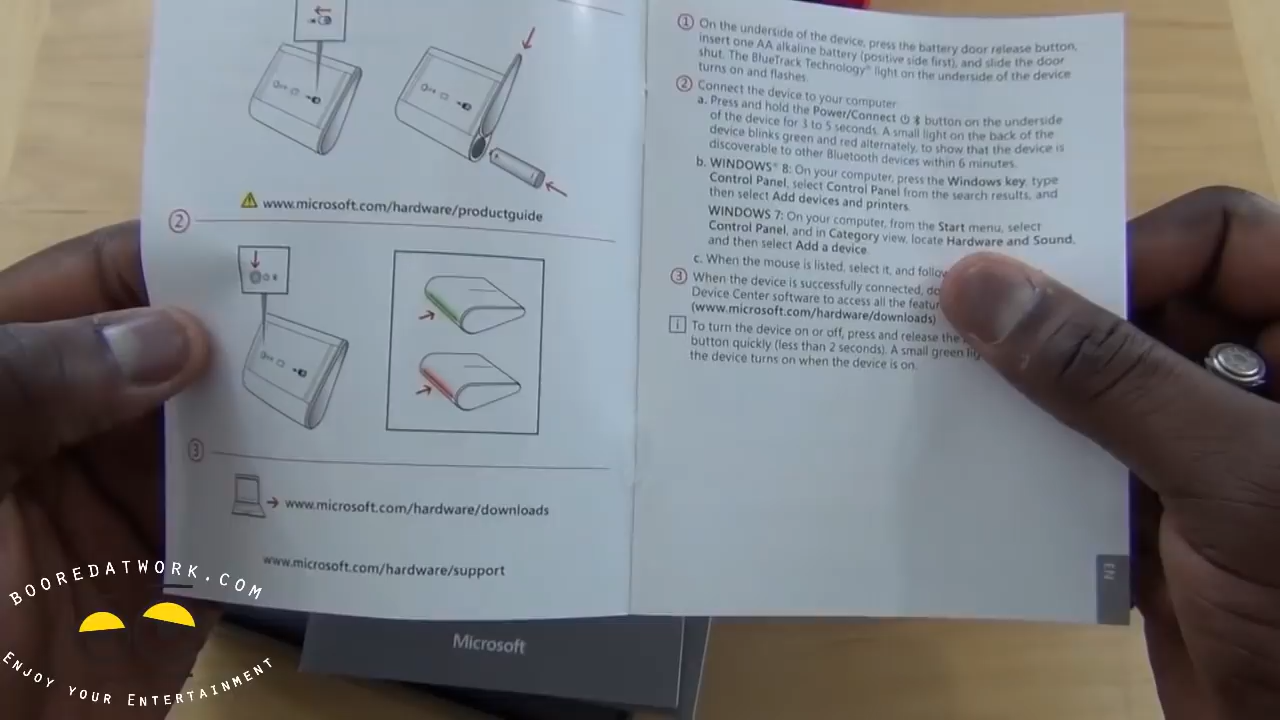 www.microsoft.com/hardware/productguide
2
3
www.microsoft.com/hardware/downloads
www.microsoft.com/hardware/support
1 On the underside of the device, press the battery door release button,
insert one AA alkaline battery (positive side first), and slide the door
shut. The BlueTrack Technology® light on the underside of the device
turns on and flashes.
2 Connect the device to your computer
a. Press and hold the Power/Connect button on the underside
of the device for 3 to 5 seconds. A small light on the back of the
device blinks green and red alternately, to show that the device is
discoverable to other Bluetooth devices within 6 minutes.
b. WINDOWS® 8: On your computer, press the Windows key, type
Control Panel, select Control Panel from the search results, and
then select Add devices and printers.
WINDOWS 7: On your computer, from the Start menu, select
Control Panel, and in Category view, locate Hardware and Sound,
and then select Add a device.
c. When the mouse is listed, select it, and
3 When the device is successfully connected,
Device Center software to access all the
(www.microsoft.com/hardware/downloads)
i To turn the device on or off, press and release the
button quickly (less than 2 seconds). A small green
the device turns on when the device is on.
EN
Microsoft
BOOREDATWORK.COM
ENJOY YOUR ENTERTAINMENT